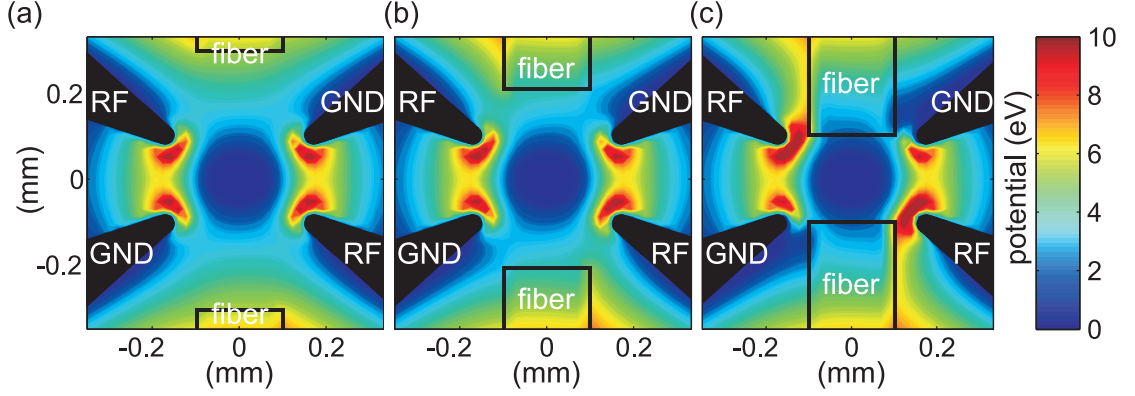 (a) (b) (c)
fiber fiber fiber 10
RF GND RF GND RF GND
0.2 8
(mm) 0 6 potential (eV)
4
-0.2 GND RF GND RF GND RF 2
fiber fiber fiber
0
-0.2 0 0.2 -0.2 0 0.2 -0.2 0 0.2
(mm) (mm) (mm)